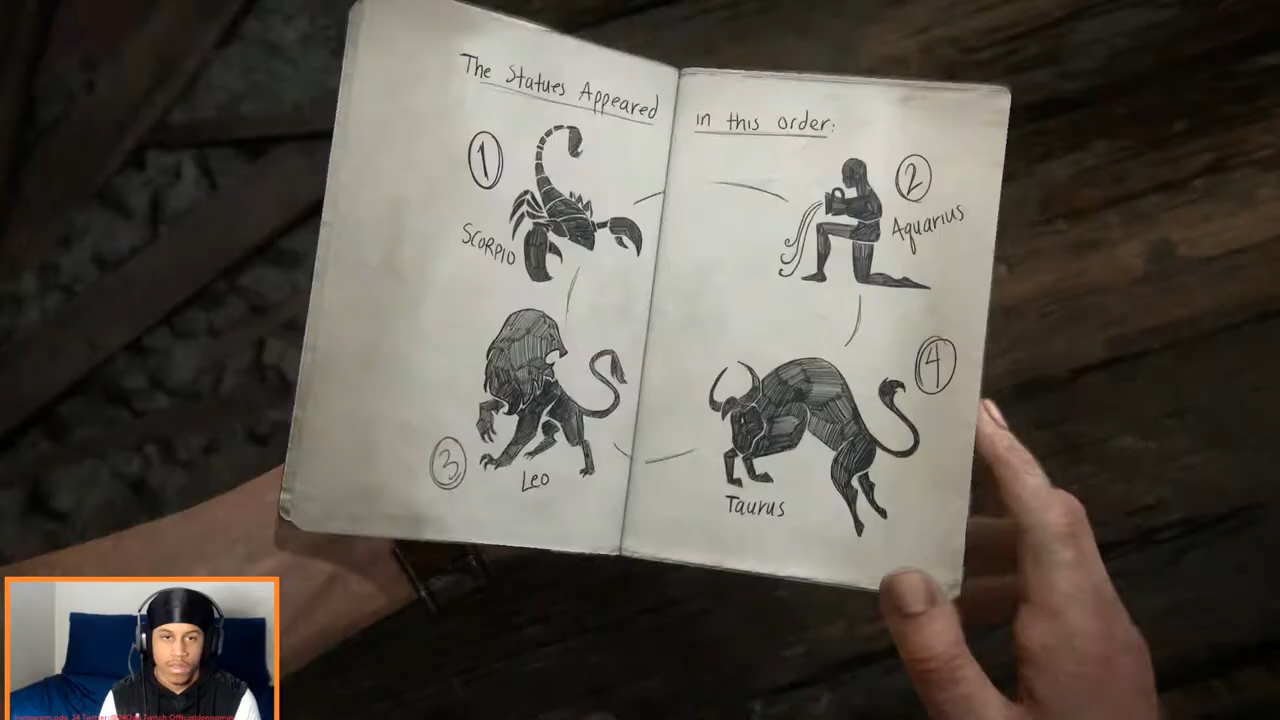 The Statues Appeared
in this order:
1
SCORPIO
2
Aquarius
3
Leo
4
Taurus